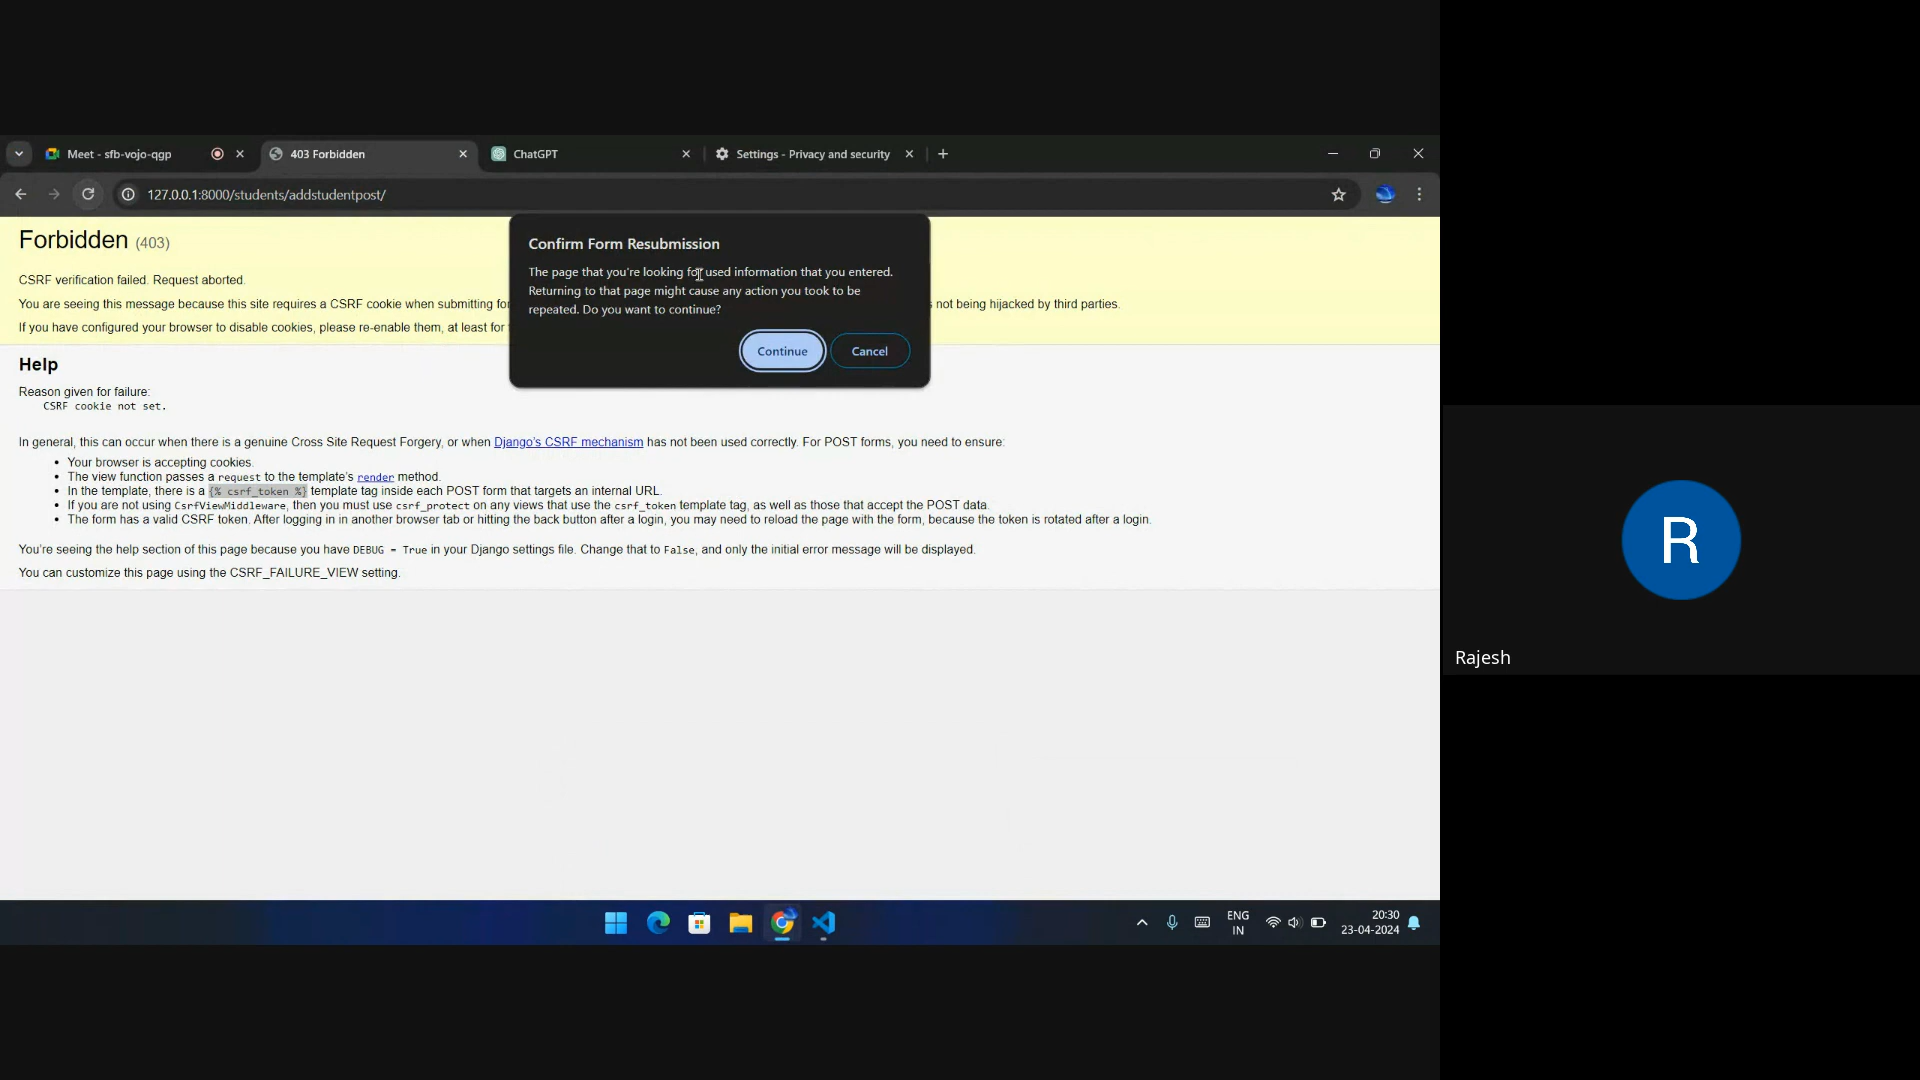 Meet - sfb-vojo-qgp
403 Forbidden
ChatGPT
Settings - Privacy and security
127.0.0.1:8000/students/addstudentpost/
Forbidden (403)
CSRF verification failed. Request aborted.
You are seeing this message because this site requires a CSRF cookie when submitting fo
s not being hijacked by third parties.
If you have configured your browser to disable cookies, please re-enable them, at least for
Confirm Form Resubmission
The page that you're looking for used information that you entered.
Returning to that page might cause any action you took to be
repeated. Do you want to continue?
Continue
Cancel
Help
Reason given for failure:
CSRF cookie not set.
In general, this can occur when there is a genuine Cross Site Request Forgery, or when Django's CSRF mechanism has not been used correctly. For POST forms, you need to ensure:
• Your browser is accepting cookies.
• The view function passes a request to the template's render method.
• In the template, there is a {% csrf_token %} template tag inside each POST form that targets an internal URL.
• If you are not using CsrfViewMiddleware, then you must use csrf_protect on any views that use the csrf_token template tag, as well as those that accept the POST data.
• The form has a valid CSRF token. After logging in in another browser tab or hitting the back button after a login, you may need to reload the page with the form, because the token is rotated after a login.
You're seeing the help section of this page because you have DEBUG = True in your Django settings file. Change that to False, and only the initial error message will be displayed.
You can customize this page using the CSRF_FAILURE_VIEW setting.
R
Rajesh
ENG
IN
20:30
23-04-2024